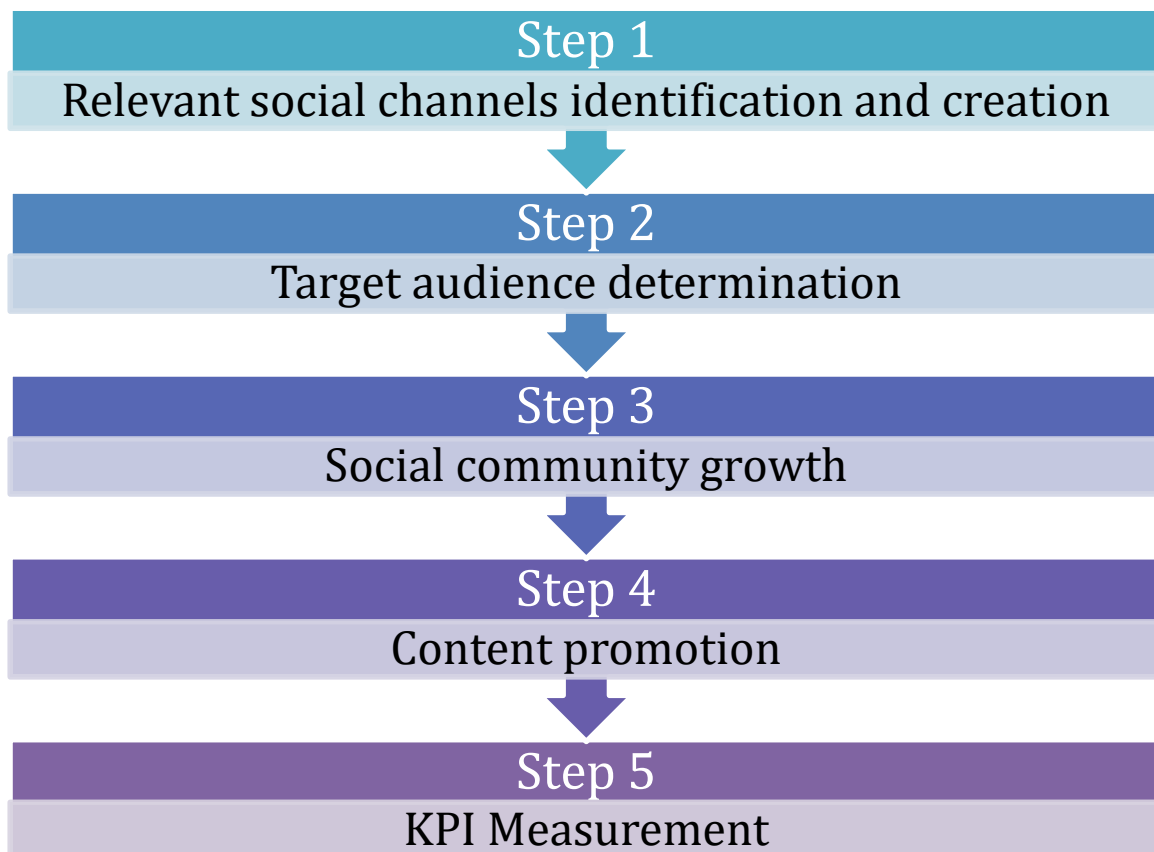 Step 1
Relevant social channels identification and creation
Step 2
Target audience determination
Step 3
Social community growth
Step 4
Content promotion
Step 5
KPI Measurement